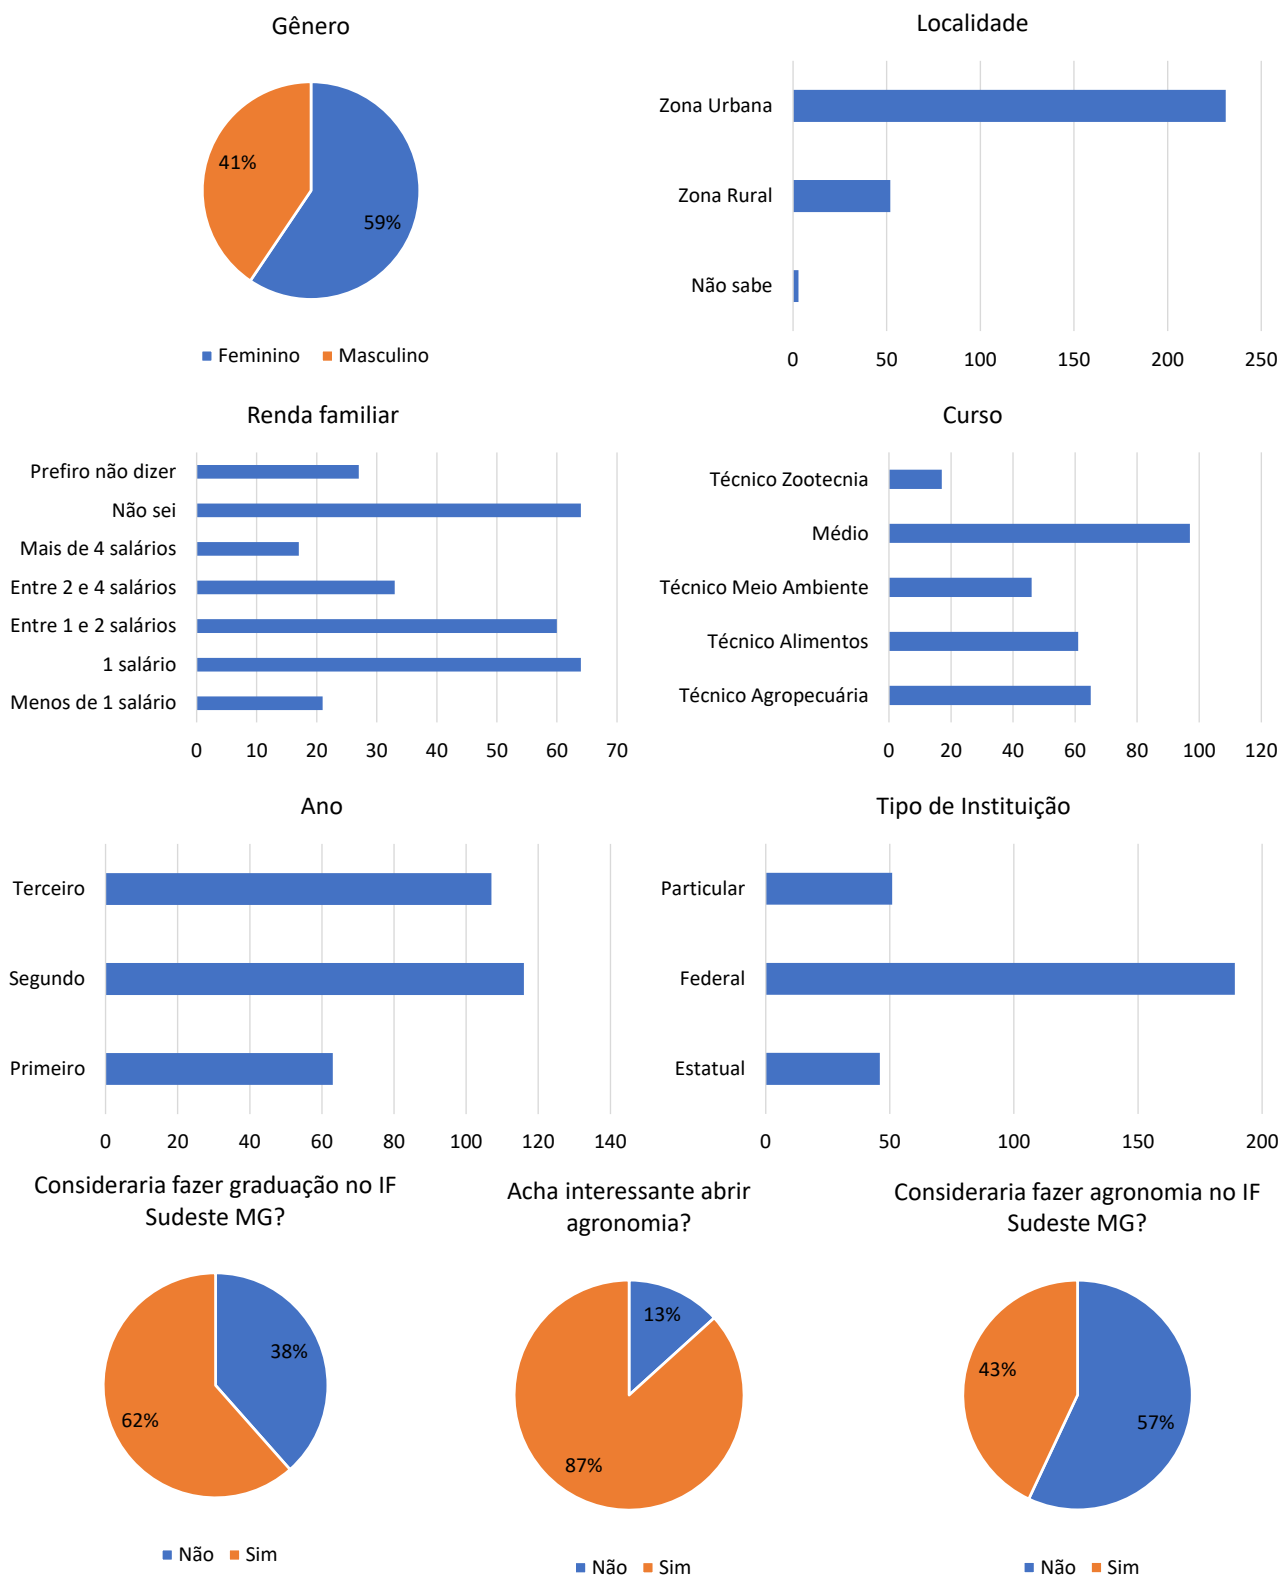 Gênero
41%
59%
Feminino Masculino
Localidade
Zona Urbana
Zona Rural
Não sabe
0 50 100 150 200 250
Renda familiar
Prefiro não dizer
Não sei
Mais de 4 salários
Entre 2 e 4 salários
Entre 1 e 2 salários
1 salário
Menos de 1 salário
0 10 20 30 40 50 60 70
Curso
Técnico Zootecnia
Médio
Técnico Meio Ambiente
Técnico Alimentos
Técnico Agropecuária
0 20 40 60 80 100 120
Ano
Terceiro
Segundo
Primeiro
0 20 40 60 80 100 120 140
Tipo de Instituição
Particular
Federal
Estatual
0 50 100 150 200
Consideraria fazer graduação no IF
Sudeste MG?
38%
62%
Não Sim
Acha interessante abrir
agronomia?
13%
87%
Não Sim
Consideraria fazer agronomia no IF
Sudeste MG?
43%
57%
Não Sim